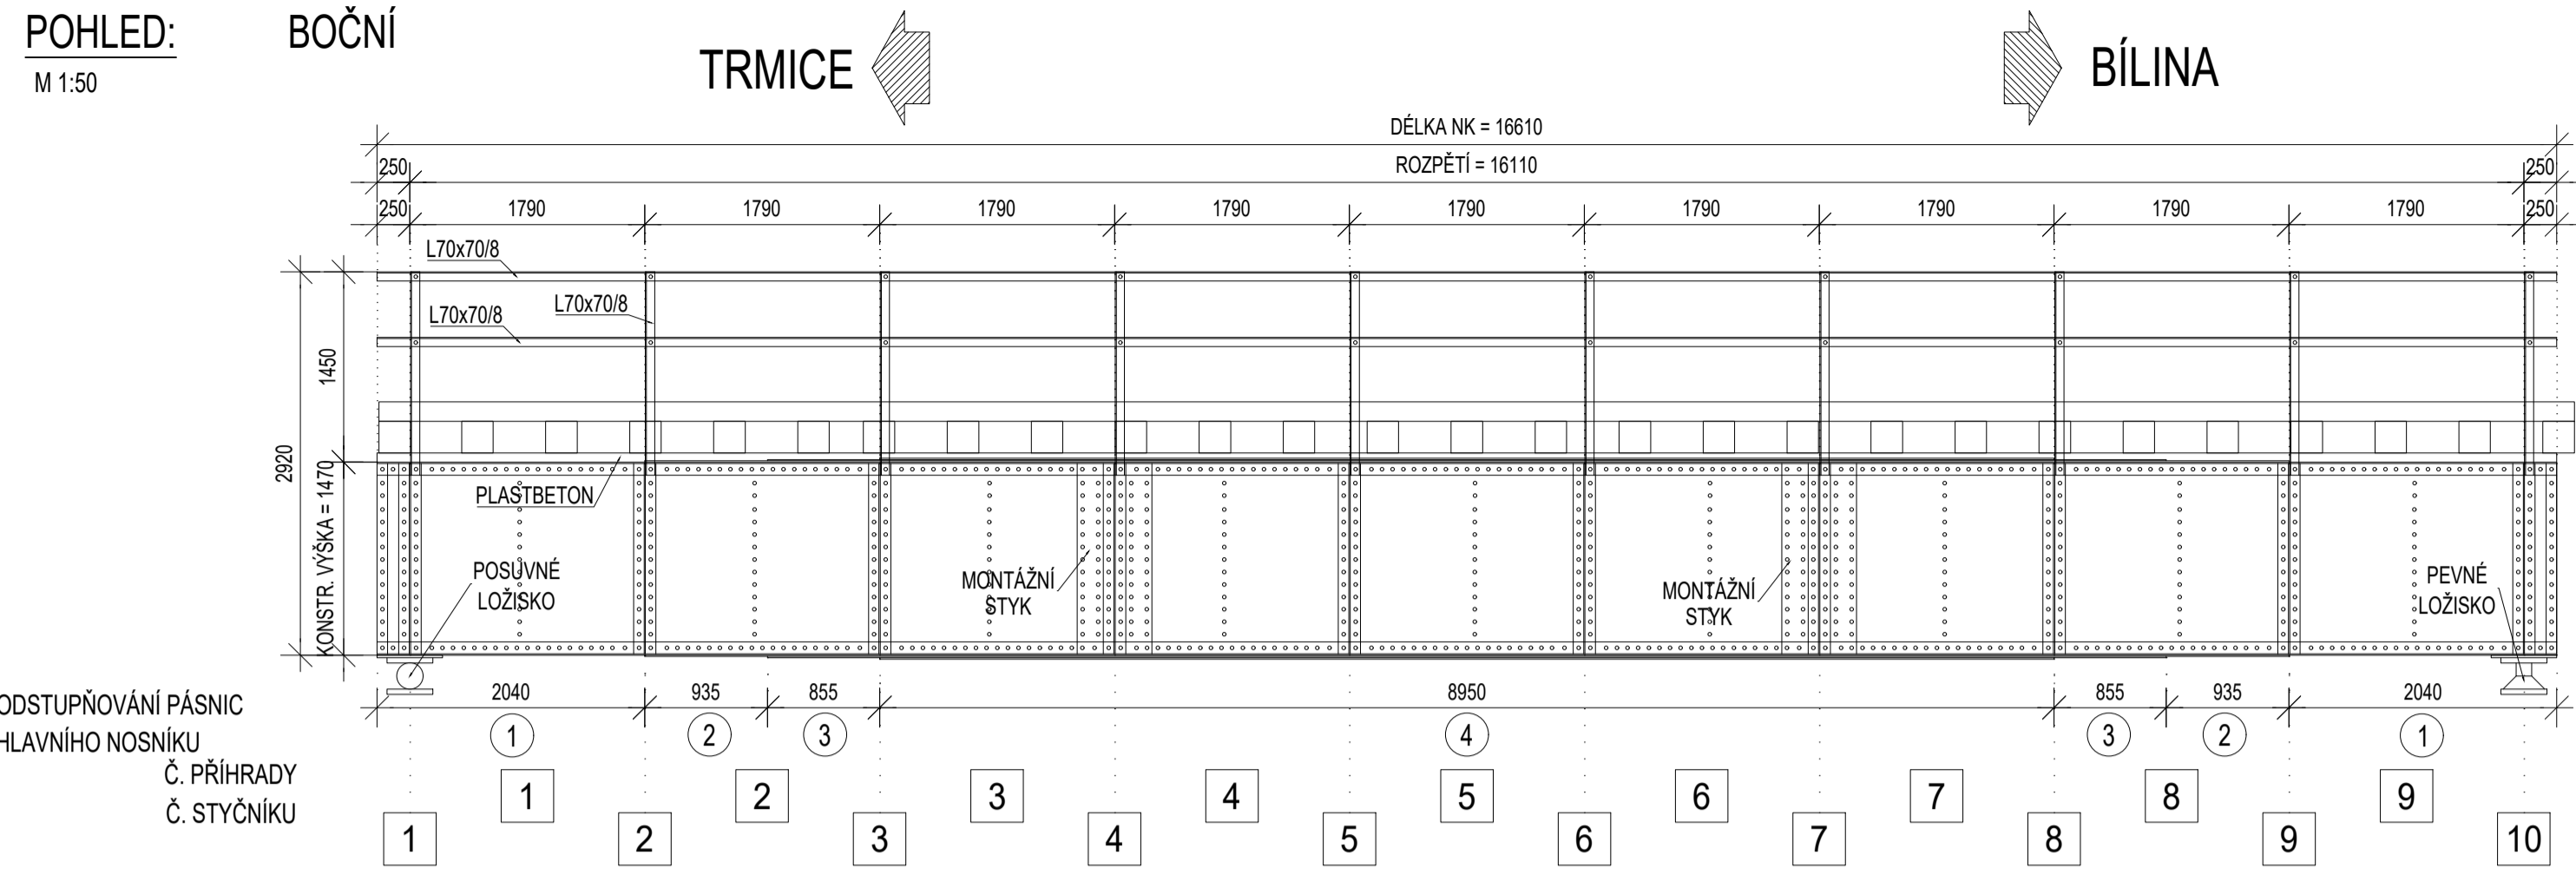 POHLED: BOČNÍ
M 1:50
TRMICE
BÍLINA
DÉLKA NK = 16610
250 ROZPĚTÍ = 16110 250
250 1790 1790 1790 1790 1790 1790 1790 1790 1790 250
L70x70/8
L70x70/8
L70x70/8
1450
2920
KONSTR. VÝŠKA = 1470
PLASTBETON
POSUVNÉ
LOŽISKO
MONTÁŽNÍ
STYK
MONTÁŽNÍ
STYK
PEVNÉ
LOŽISKO
2040 935 855 8950 855 935 2040
ODSTUPŇOVÁNÍ PÁSNIC
HLAVNÍHO NOSNÍKU
1 2 3 4 3 2 1
Č. PŘÍHRADY
1 2 3 4 5 6 7 8 9
Č. STYČNÍKU
1 2 3 4 5 6 7 8 9 10